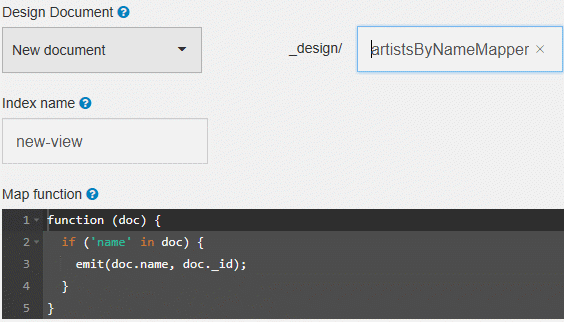 Design Document ?
New document
_design/ artistsByNameMapper ×
Index name ?
new-view
Map function ?
1 function (doc) {
2 if ('name' in doc) {
3 emit(doc.name, doc._id);
4 }
5 }